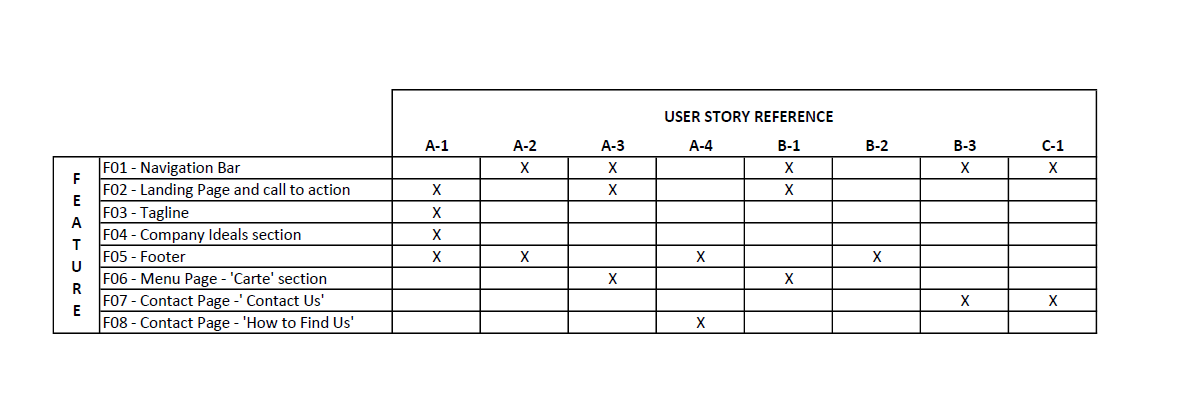 USER STORY REFERENCE
A-1 A-2 A-3 A-4 B-1 B-2 B-3 C-1
FEATURE
F01 - Navigation Bar X X X X X
F02 - Landing Page and call to action X X X
F03 - Tagline X
F04 - Company Ideals section X
F05 - Footer X X X X
F06 - Menu Page - 'Carte' section X X
F07 - Contact Page -' Contact Us' X X
F08 - Contact Page - 'How to Find Us' X